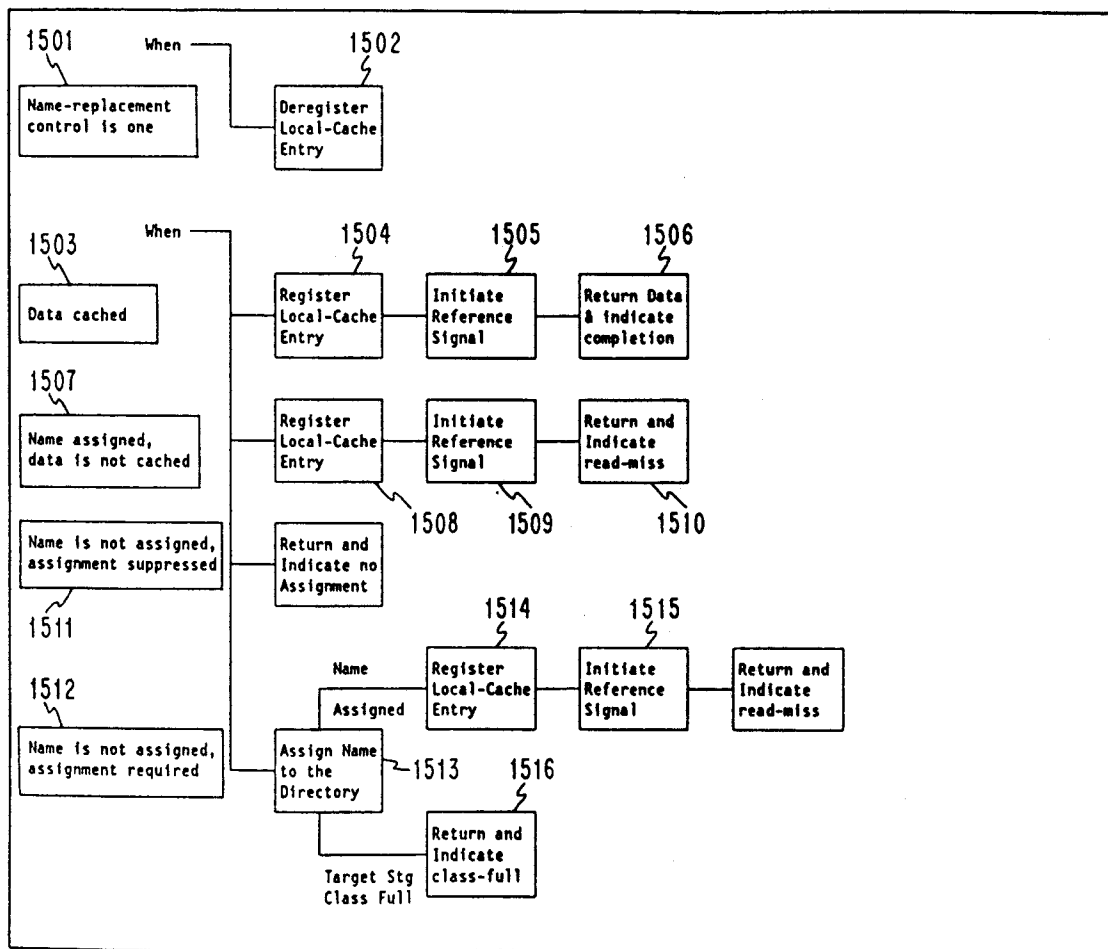 1501
When
1502
Name-replacement
control is one
Deregister
Local-Cache
Entry
When
1503
1504
1505
1506
Data cached
Register
Local-Cache
Entry
Initiate
Reference
Signal
Return Data
& indicate
completion
1507
Name assigned,
data is not cached
Register
Local-Cache
Entry
Initiate
Reference
Signal
Return and
Indicate
read-miss
1508
1509
1510
Name is not assigned,
assignment suppressed
Return and
Indicate no
Assignment
1511
1514
1515
Name
Assigned
Register
Local-Cache
Entry
Initiate
Reference
Signal
Return and
Indicate
read-miss
1512
Name is not assigned,
assignment required
Assign Name
to the
Directory
1513
1516
Return and
Indicate
class-full
Target Stg
Class Full